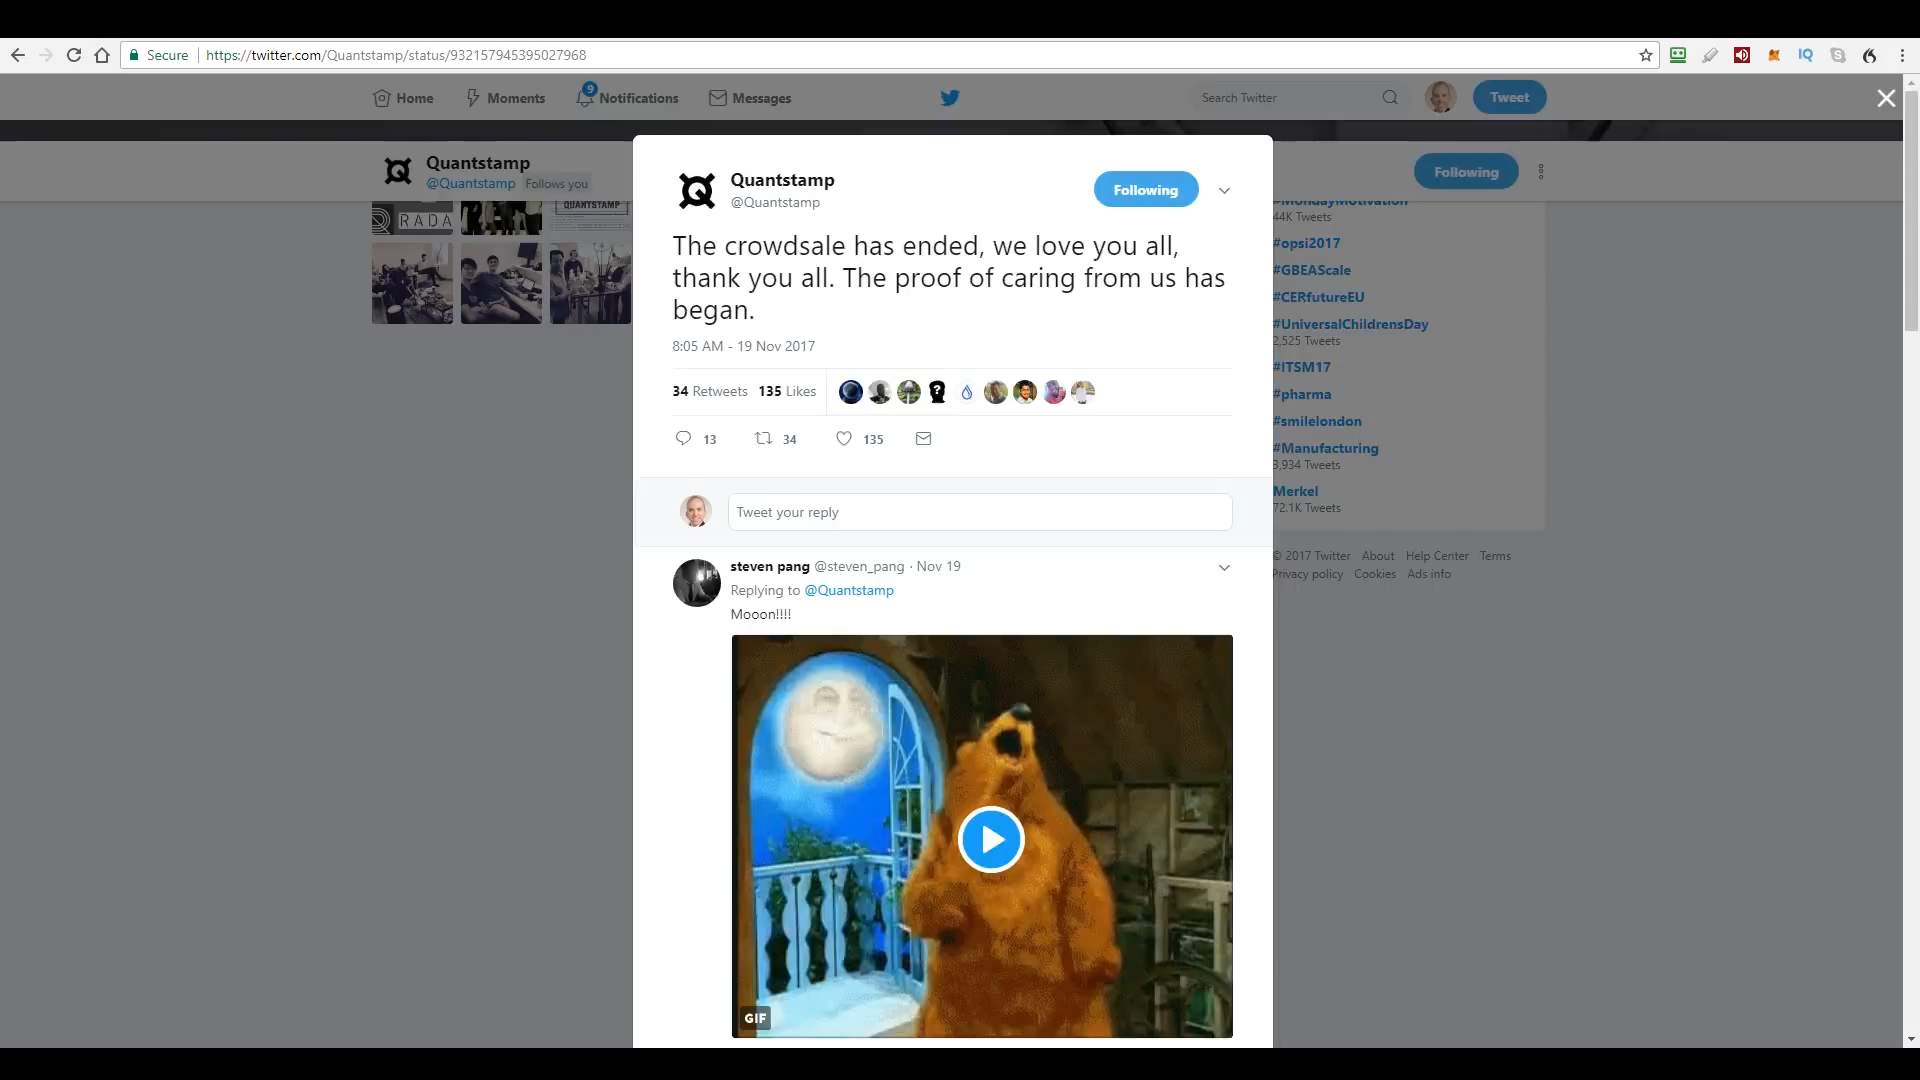 Secure https://twitter.com/Quantstamp/status/932157945395027968
Home Moments 9 Notifications Messages Search Twitter Tweet
Quantstamp
@Quantstamp Follows you
Following
RADA
QUANTSTAMP
Quantstamp
@Quantstamp
Following
The crowdsale has ended, we love you all,
thank you all. The proof of caring from us has
began.
8:05 AM - 19 Nov 2017
34 Retweets 135 Likes
13 34 135
Tweet your reply
steven pang @steven_pang · Nov 19
Replying to @Quantstamp
Mooon!!!!
GIF
#MondayMotivation
44K Tweets
#opsi2017
#GBEAScale
#CERfutureEU
#UniversalChildrensDay
2,525 Tweets
#ITSM17
#pharma
#smilelondon
#Manufacturing
3,934 Tweets
Merkel
72.1K Tweets
© 2017 Twitter About Help Center Terms
Privacy policy Cookies Ads info